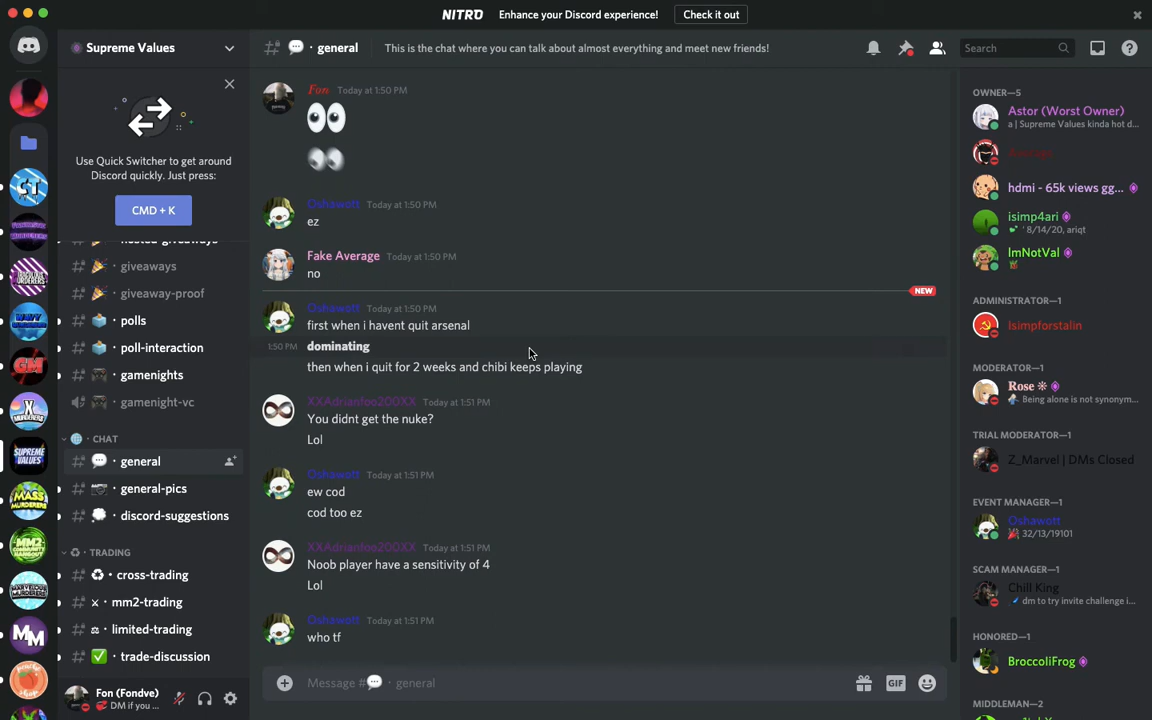 NITRO Enhance your Discord experience! Check it out
Supreme Values
Use Quick Switcher to get around
Discord quickly. Just press:
CMD + K
hosted-giveaways
giveaways
giveaway-proof
polls
poll-interaction
gamenights
gamenight-vc
CHAT
general
general-pics
discord-suggestions
TRADING
cross-trading
mm2-trading
limited-trading
trade-discussion
Fon (Fondve)
DM if you ...
general
This is the chat where you can talk about almost everything and meet new friends!
Search
Fon Today at 1:50 PM
Oshawott Today at 1:50 PM
ez
Fake Average Today at 1:50 PM
no
NEW
Oshawott Today at 1:50 PM
first when i havent quit arsenal
1:50 PM dominating
then when i quit for 2 weeks and chibi keeps playing
XXAdrianfoo200XX Today at 1:51 PM
You didnt get the nuke?
Lol
Oshawott Today at 1:51 PM
ew cod
cod too ez
XXAdrianfoo200XX Today at 1:51 PM
Noob player have a sensitivity of 4
Lol
Oshawott Today at 1:51 PM
who tf
Message # · general
GIF
OWNER—5
Astor (Worst Owner)
a | Supreme Values kinda hot d...
Average
hdmi - 65k views gg...
isimp4ari
8/14/20, ariqt
ImNotVal
ADMINISTRATOR—1
Isimpforstalin
MODERATOR—1
Rose ❊
Being alone is not synonym...
TRIAL MODERATOR—1
Z_Marvel | DMs Closed
EVENT MANAGER—1
Oshawott
32/13/19101
SCAM MANAGER—1
Chill King
dm to try invite challenge i...
HONORED—1
BroccoliFrog
MIDDLEMAN—2
CT
GM
X
SUPREME
VALUES
MM